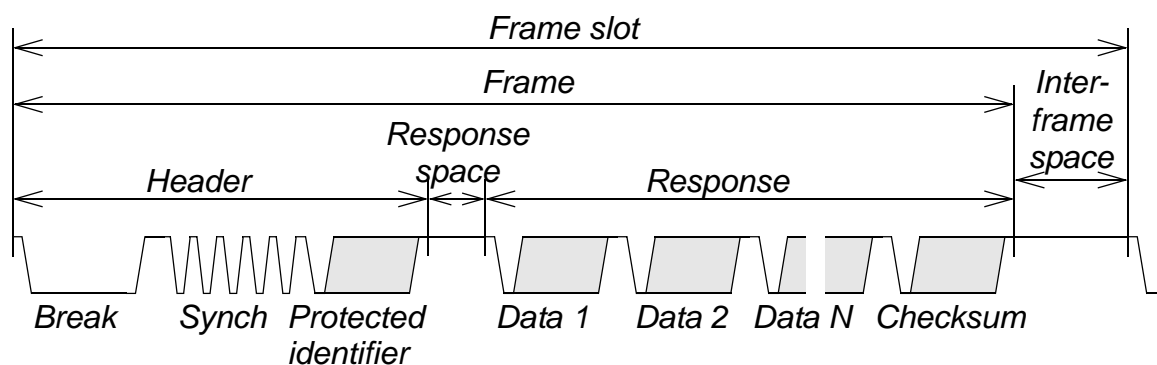 Frame slot
Frame
Inter-
frame
space
Response
space
Header
Response
Break
Synch
Protected
identifier
Data 1
Data 2
Data N
Checksum